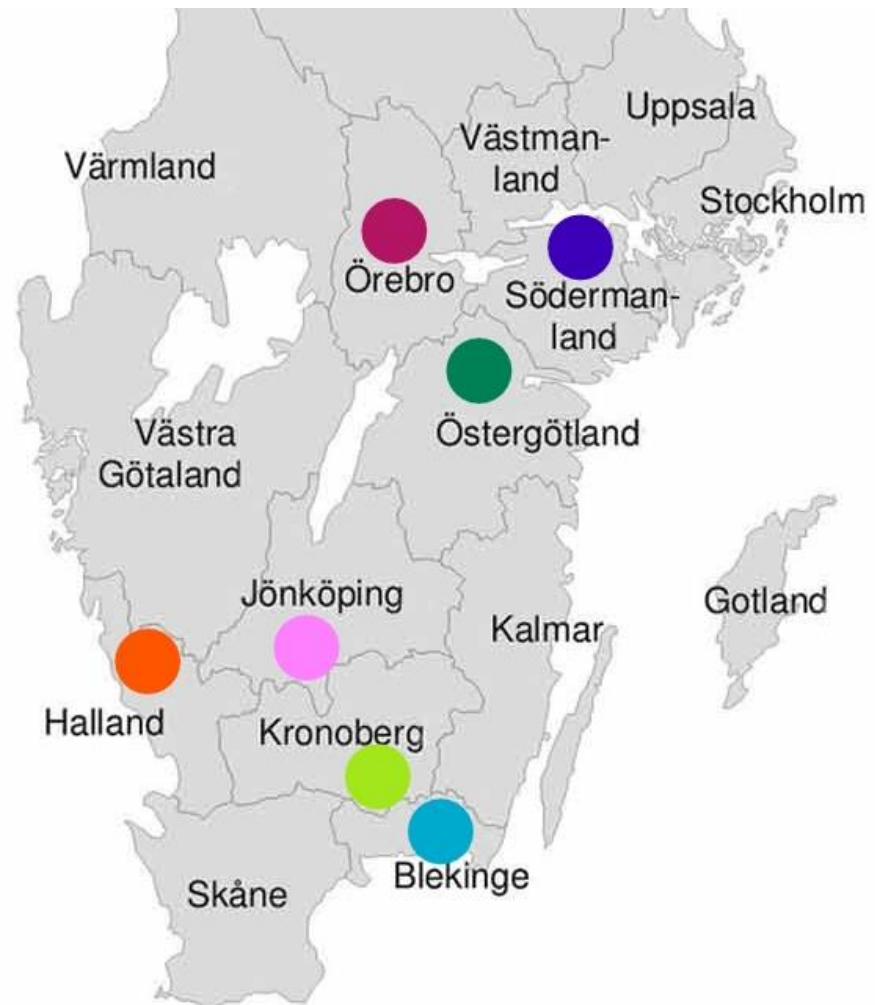 Uppsala
Västman-
land
Värmland
Stockholm
Örebro
Söderman-
land
Västra
Götaland
Östergötland
Jönköping
Gotland
Kalmar
Halland
Kronoberg
Blekinge
Skåne